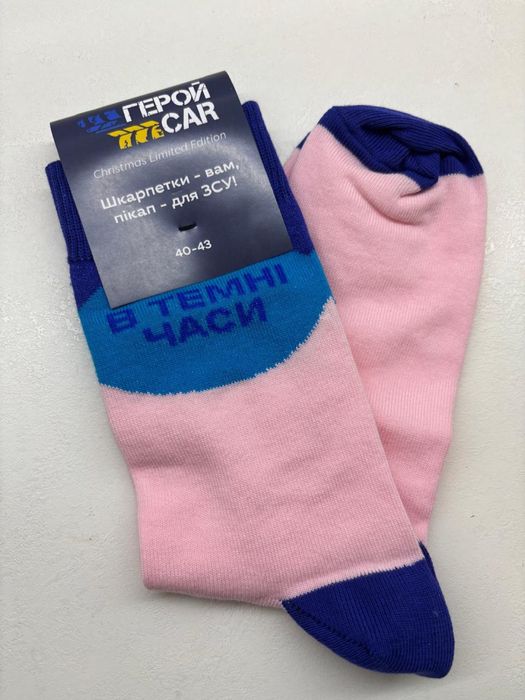 ГЕРОЙ
CAR
Christmas Limited Edition
Шкарпетки - вам,
пікап - для ЗСУ!
40-43
В ТЕМНІ
ЧАСИ